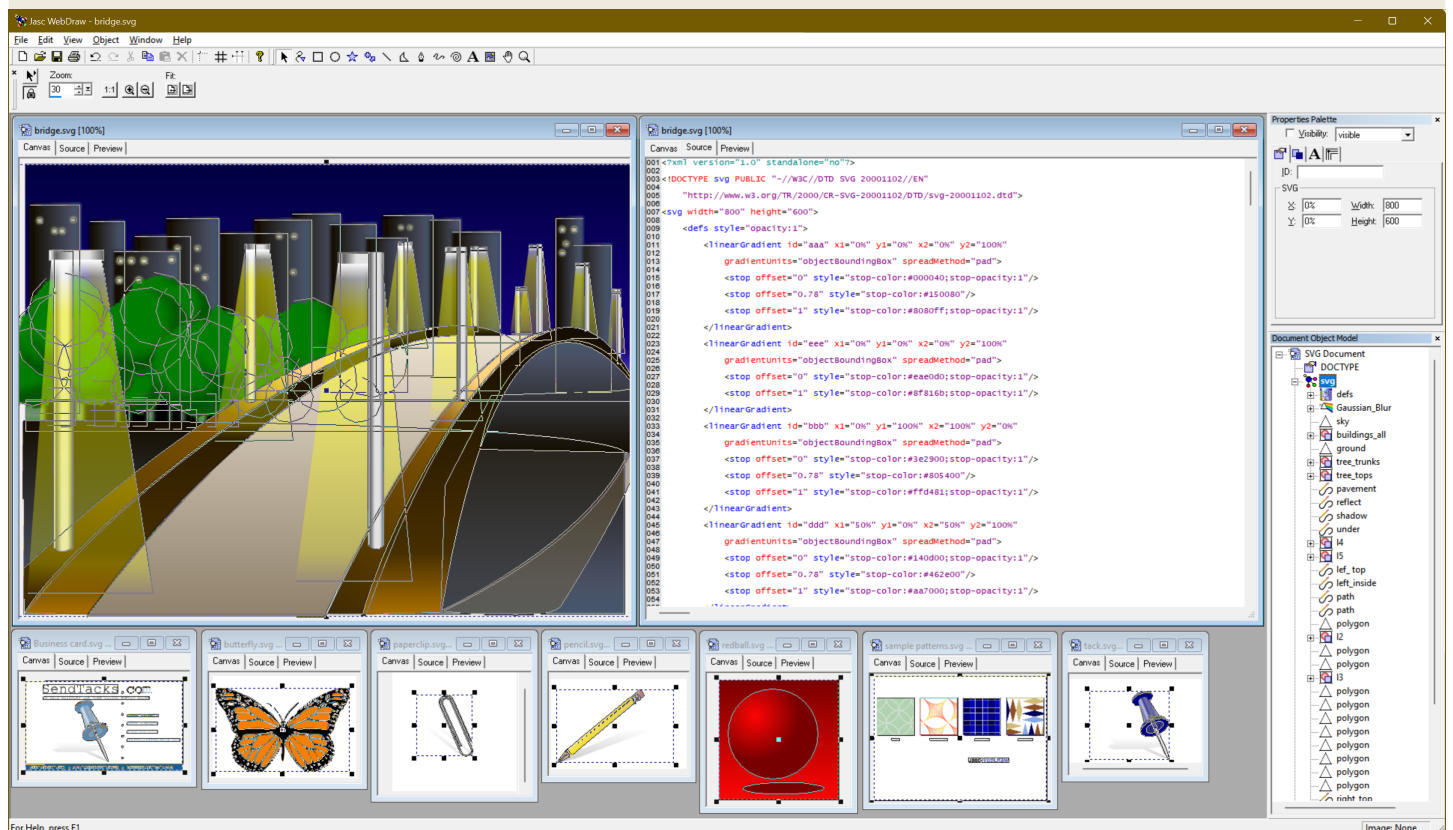 Jasc WebDraw - bridge.svg
File Edit View Object Window Help
Zoom: Fit:
30 1:1
bridge.svg [100%]
Canvas Source Preview
bridge.svg [100%]
Canvas Source Preview
001 <?xml version="1.0" standalone="no"?>
002
003 <!DOCTYPE svg PUBLIC "-//W3C//DTD SVG 20001102//EN"
004
005 "http://www.w3.org/TR/2000/CR-SVG-20001102/DTD/svg-20001102.dtd">
006
007 <svg width="800" height="600">
008
009 <defs style="opacity:1">
010
011 <linearGradient id="aaa" x1="0%" y1="0%" x2="0%" y2="100%"
012
013 gradientUnits="objectBoundingBox" spreadMethod="pad">
014
015 <stop offset="0" style="stop-color:#000040;stop-opacity:1"/>
016
017 <stop offset="0.78" style="stop-color:#150080"/>
018
019 <stop offset="1" style="stop-color:#8080ff;stop-opacity:1"/>
020
021 </linearGradient>
022
023 <linearGradient id="eee" x1="0%" y1="0%" x2="0%" y2="100%"
024
025 gradientUnits="objectBoundingBox" spreadMethod="pad">
026
027 <stop offset="0" style="stop-color:#eae0d0;stop-opacity:1"/>
028
029 <stop offset="1" style="stop-color:#8f816b;stop-opacity:1"/>
030
031 </linearGradient>
032
033 <linearGradient id="bbb" x1="0%" y1="100%" x2="100%" y2="0%"
034
035 gradientUnits="objectBoundingBox" spreadMethod="pad">
036
037 <stop offset="0" style="stop-color:#3e2900;stop-opacity:1"/>
038
039 <stop offset="0.78" style="stop-color:#805400"/>
040
041 <stop offset="1" style="stop-color:#ffd481;stop-opacity:1"/>
042
043 </linearGradient>
044
045 <linearGradient id="ddd" x1="50%" y1="0%" x2="50%" y2="100%"
046
047 gradientUnits="objectBoundingBox" spreadMethod="pad">
048
049 <stop offset="0" style="stop-color:#140d00;stop-opacity:1"/>
050
051 <stop offset="0.78" style="stop-color:#462e00"/>
052
053 <stop offset="1" style="stop-color:#aa7000;stop-opacity:1"/>
054
Properties Palette
Visibility: visible
ID:
SVG
X: 0% Width: 800
Y: 0% Height: 600
Document Object Model
SVG Document
DOCTYPE
svg
defs
Gaussian_Blur
sky
buildings_all
ground
tree_trunks
tree_tops
pavement
reflect
shadow
under
l4
l5
lef_top
left_inside
path
path
polygon
l2
polygon
polygon
l3
polygon
polygon
polygon
polygon
polygon
polygon
polygon
polygon
right_top
Business card.svg ...
Canvas Source Preview
SendTacks.com
butterfly.svg ...
Canvas Source Preview
paperclip.svg ...
Canvas Source Preview
pencil.svg...
Canvas Source Preview
redball.svg ...
Canvas Source Preview
sample patterns.svg ...
Canvas Source Preview
tack.svg...
Canvas Source Preview
For Help, press F1
Image: None